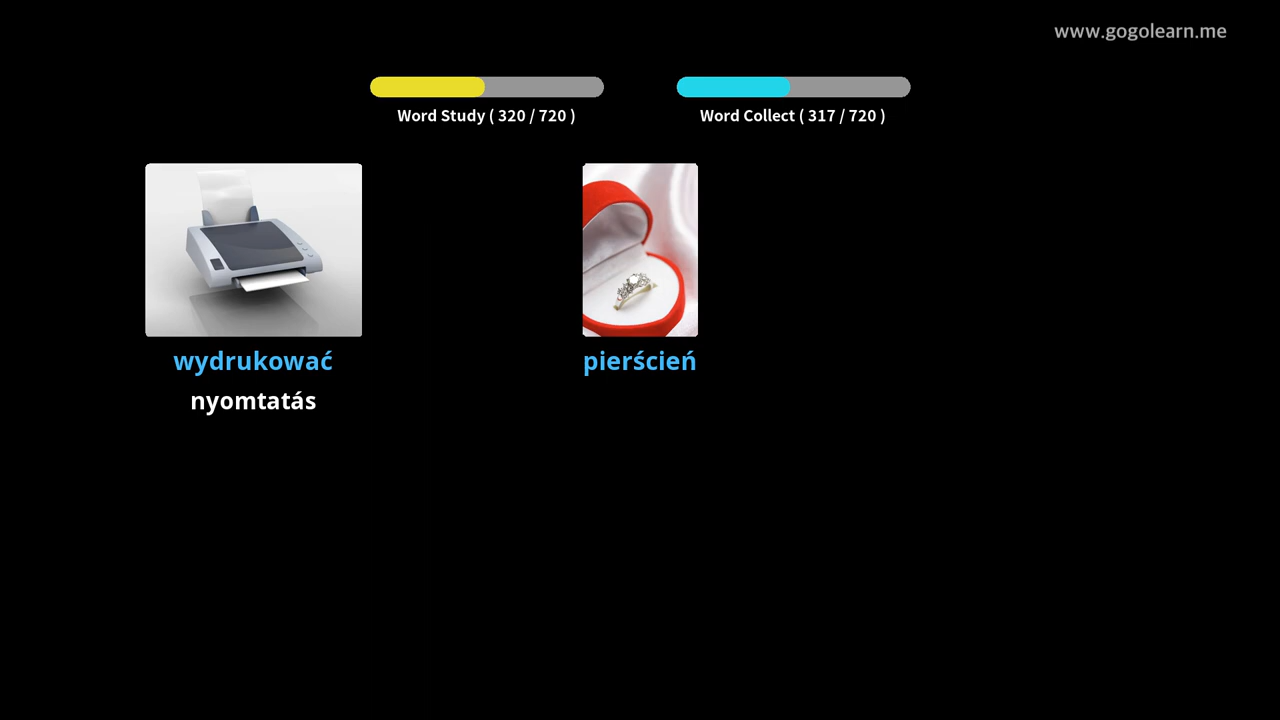 www.gogolearn.me
Word Study ( 320 / 720 )
Word Collect ( 317 / 720 )
wydrukować
nyomtatás
pierścień